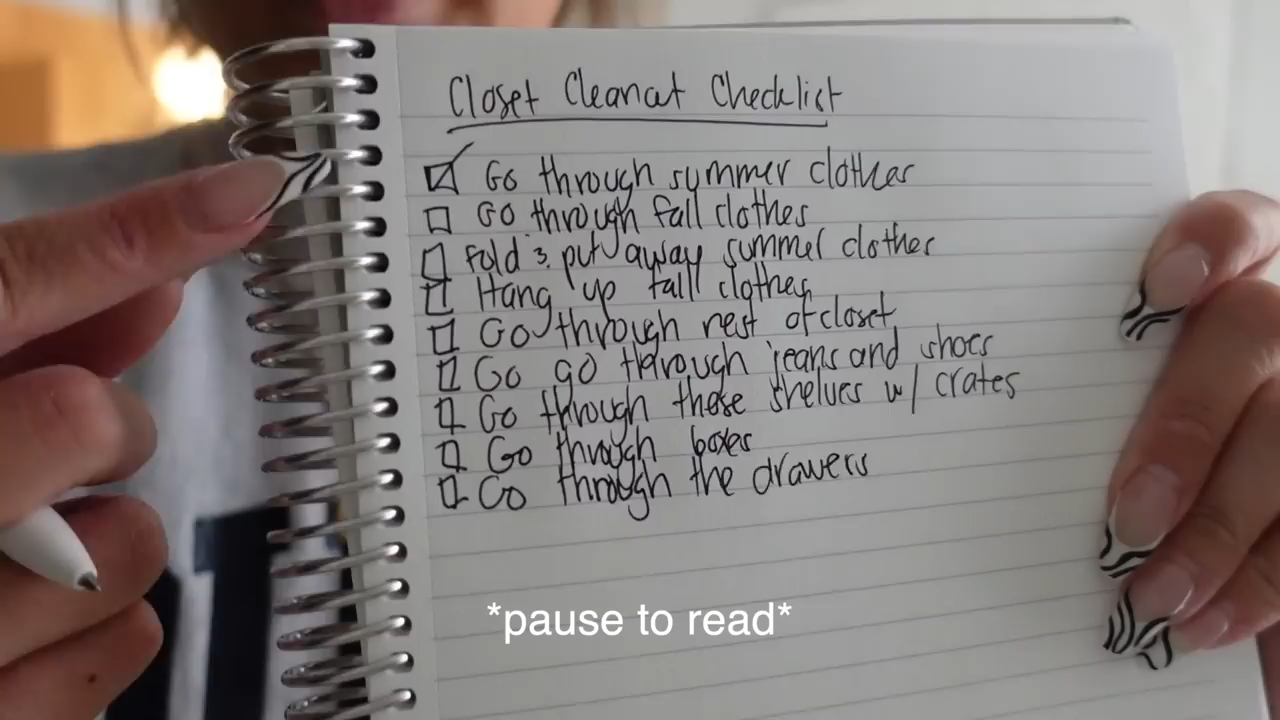 Closet Cleanout Checklist
☑ Go through summer clothes
☐ Go through fall clothes
☐ Fold & put away summer clothes
☐ Hang up fall clothes
☐ Go through rest of closet
☐ Go go through jeans and shoes
☐ Go through these shelves w/ crates
☐ Go through boxes
☐ Go through the drawers
*pause to read*